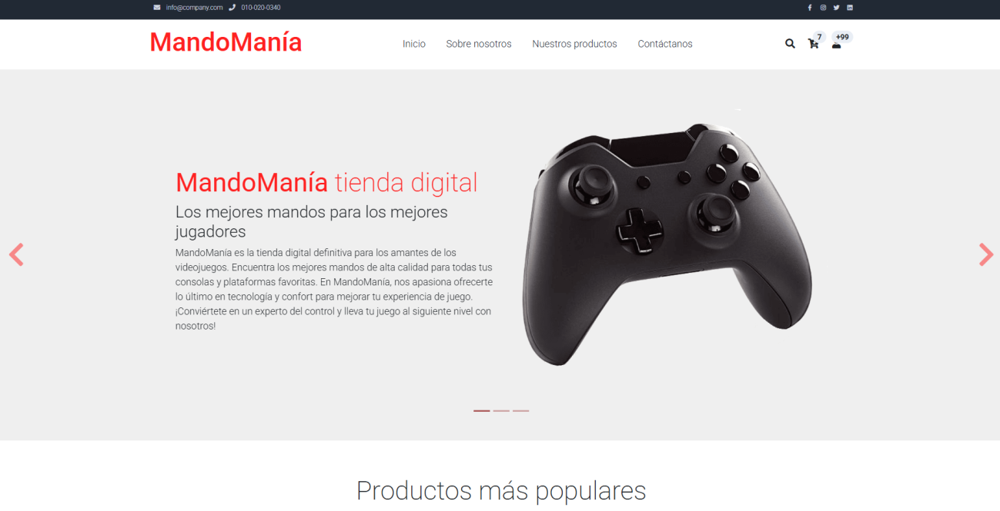 info@company.com 010-020-0340
MandoManía
Inicio Sobre nosotros Nuestros productos Contáctanos
7 +99
MandoManía tienda digital
Los mejores mandos para los mejores
jugadores
MandoManía es la tienda digital definitiva para los amantes de los
videojuegos. Encuentra los mejores mandos de alta calidad para todas tus
consolas y plataformas favoritas. En MandoManía, nos apasiona ofrecerte
lo último en tecnología y confort para mejorar tu experiencia de juego.
¡Conviértete en un experto del control y lleva tu juego al siguiente nivel con
nosotros!
Productos más populares